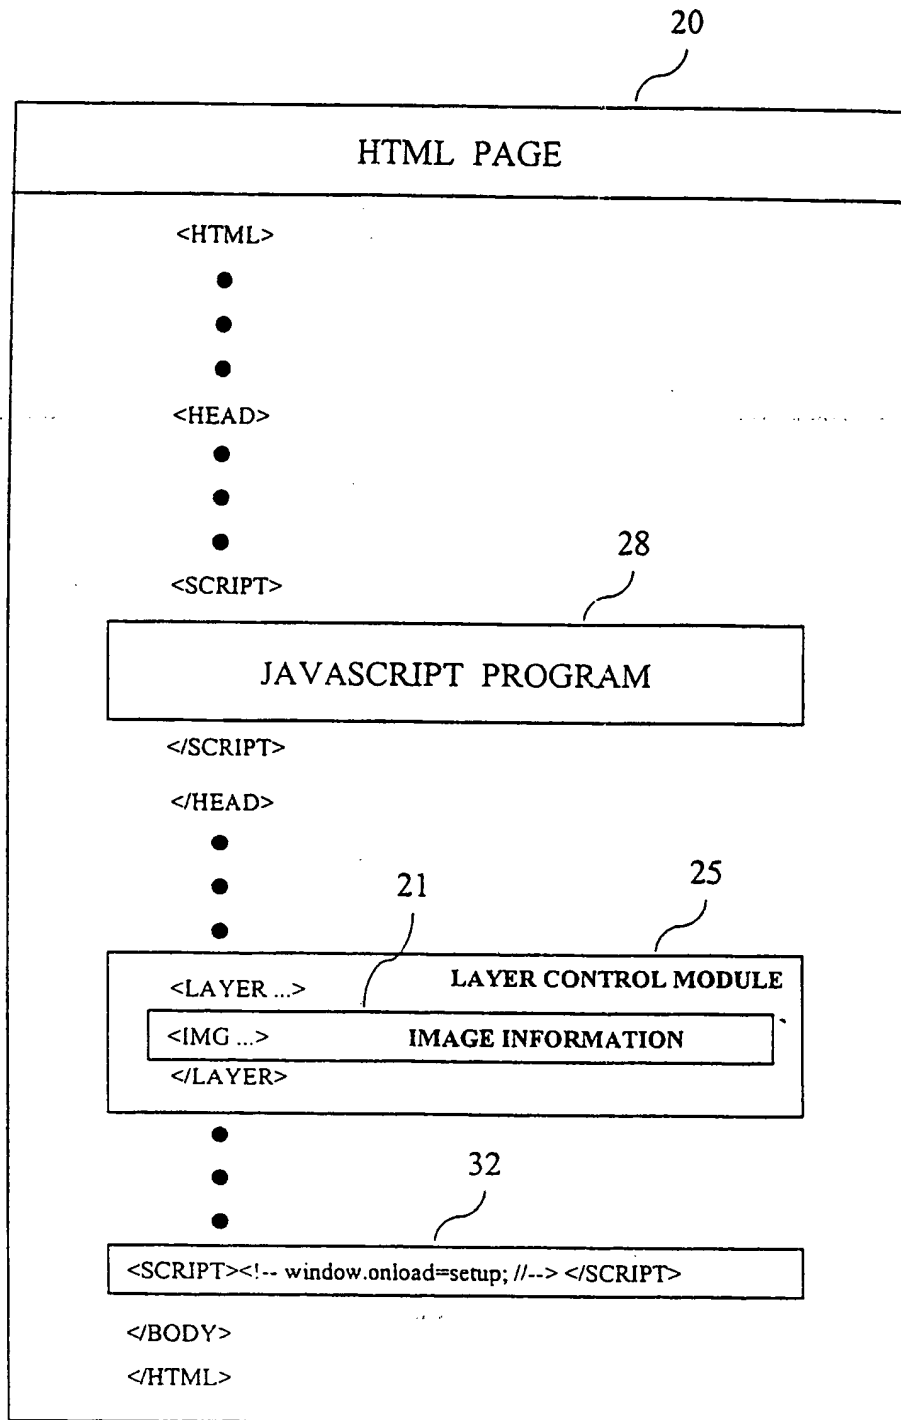 20
HTML PAGE
<HTML>
<HEAD>
28
<SCRIPT>
JAVASCRIPT PROGRAM
</SCRIPT>
</HEAD>
21
25
<LAYER ...> LAYER CONTROL MODULE
<IMG ...> IMAGE INFORMATION
</LAYER>
32
<SCRIPT><!-- window.onload=setup; //--> </SCRIPT>
</BODY>
</HTML>